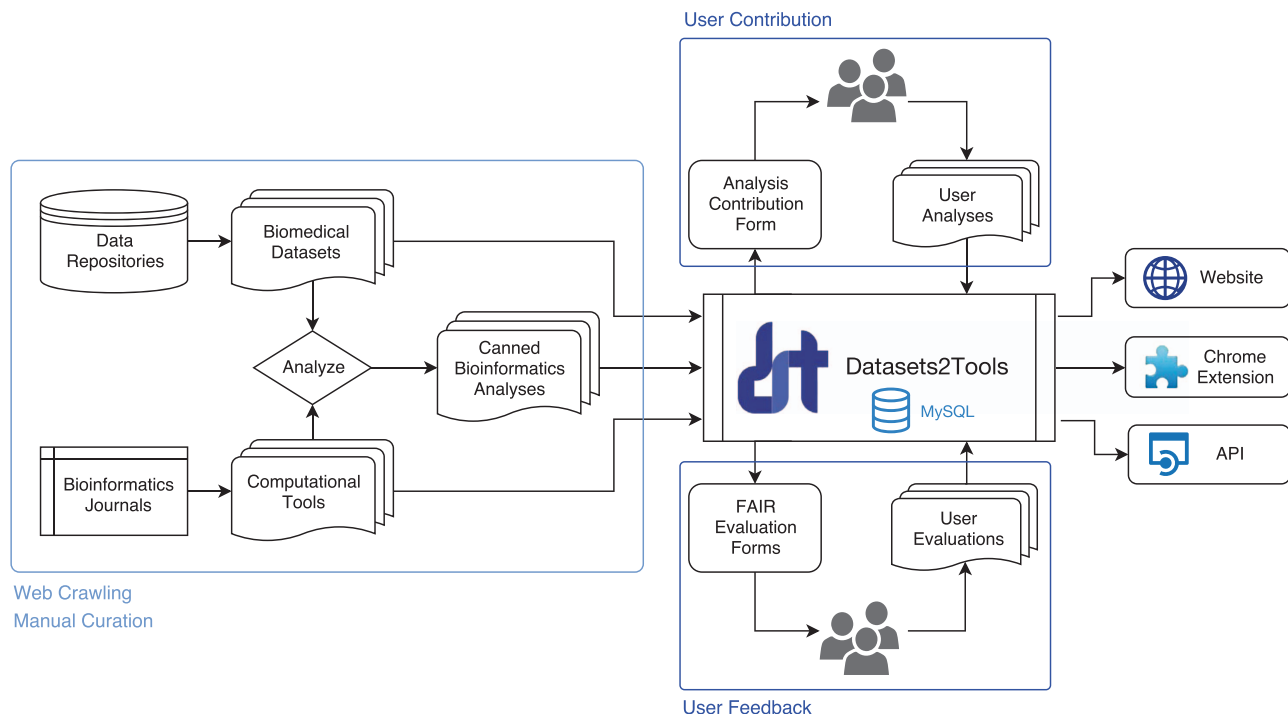 User Contribution
Analysis
Contribution
Form
User
Analyses
Data
Repositories
Biomedical
Datasets
Analyze
Canned
Bioinformatics
Analyses
Bioinformatics
Journals
Computational
Tools
Web Crawling
Manual Curation
dst
Datasets2Tools
MySQL
Website
Chrome
Extension
API
FAIR
Evaluation
Forms
User
Evaluations
User Feedback